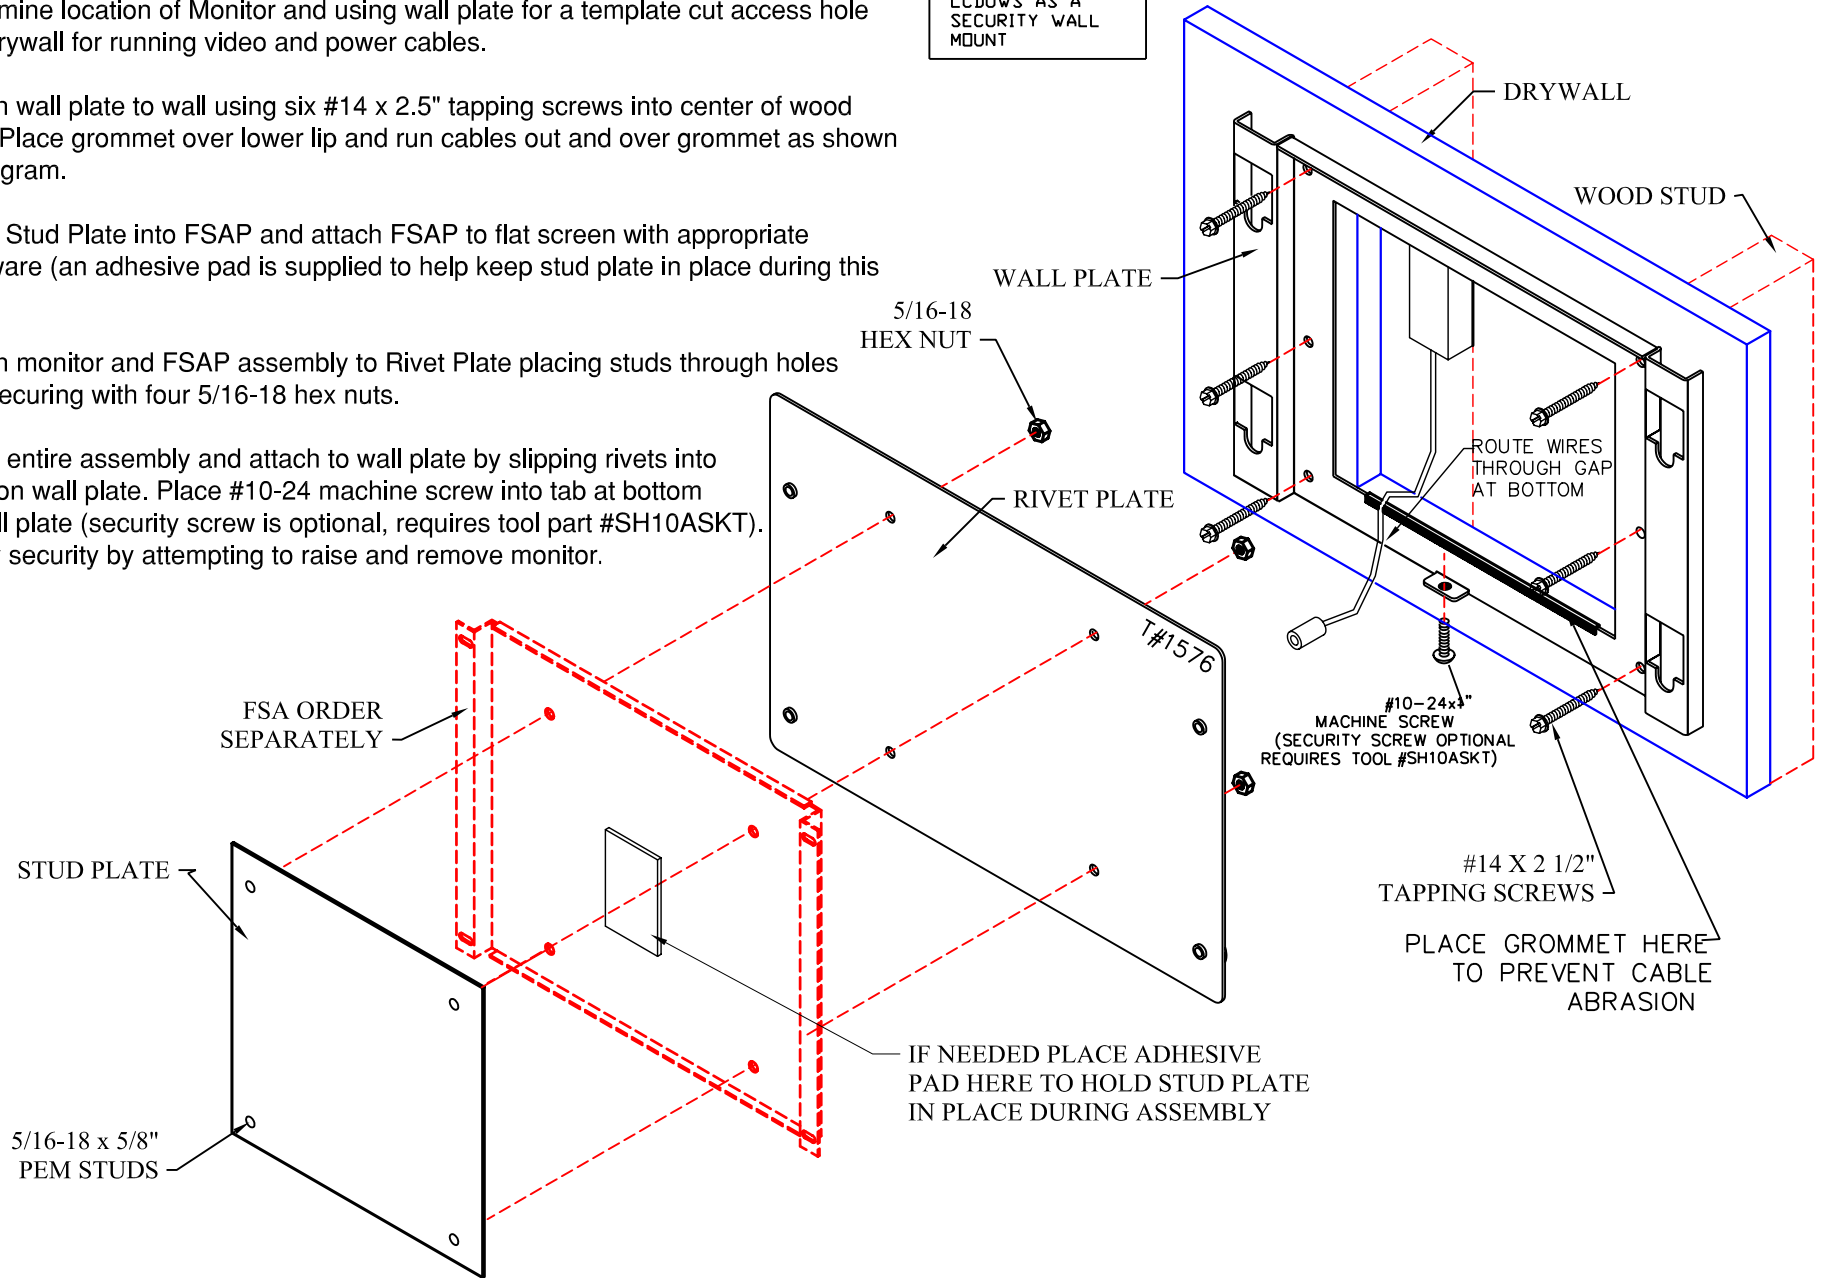 mine location of Monitor and using wall plate for a template cut access hole
rywall for running video and power cables.
n wall plate to wall using six #14 x 2.5" tapping screws into center of wood
Place grommet over lower lip and run cables out and over grommet as shown
gram.
Stud Plate into FSAP and attach FSAP to flat screen with appropriate
vare (an adhesive pad is supplied to help keep stud plate in place during this
n monitor and FSAP assembly to Rivet Plate placing studs through holes
ecuring with four 5/16-18 hex nuts.
entire assembly and attach to wall plate by slipping rivets into
on wall plate. Place #10-24 machine screw into tab at bottom
ll plate (security screw is optional, requires tool part #SH10ASKT).
security by attempting to raise and remove monitor.
LCDUWS AS A
SECURITY WALL
MOUNT
DRYWALL
WOOD STUD
WALL PLATE
5/16-18
HEX NUT
ROUTE WIRES
THROUGH GAP
AT BOTTOM
RIVET PLATE
T#1576
#10-24x1"
MACHINE SCREW
(SECURITY SCREW OPTIONAL
REQUIRES TOOL #SH10ASKT)
FSA ORDER
SEPARATELY
STUD PLATE
#14 X 2 1/2"
TAPPING SCREWS
PLACE GROMMET HERE
TO PREVENT CABLE
ABRASION
IF NEEDED PLACE ADHESIVE
PAD HERE TO HOLD STUD PLATE
IN PLACE DURING ASSEMBLY
5/16-18 x 5/8"
PEM STUDS